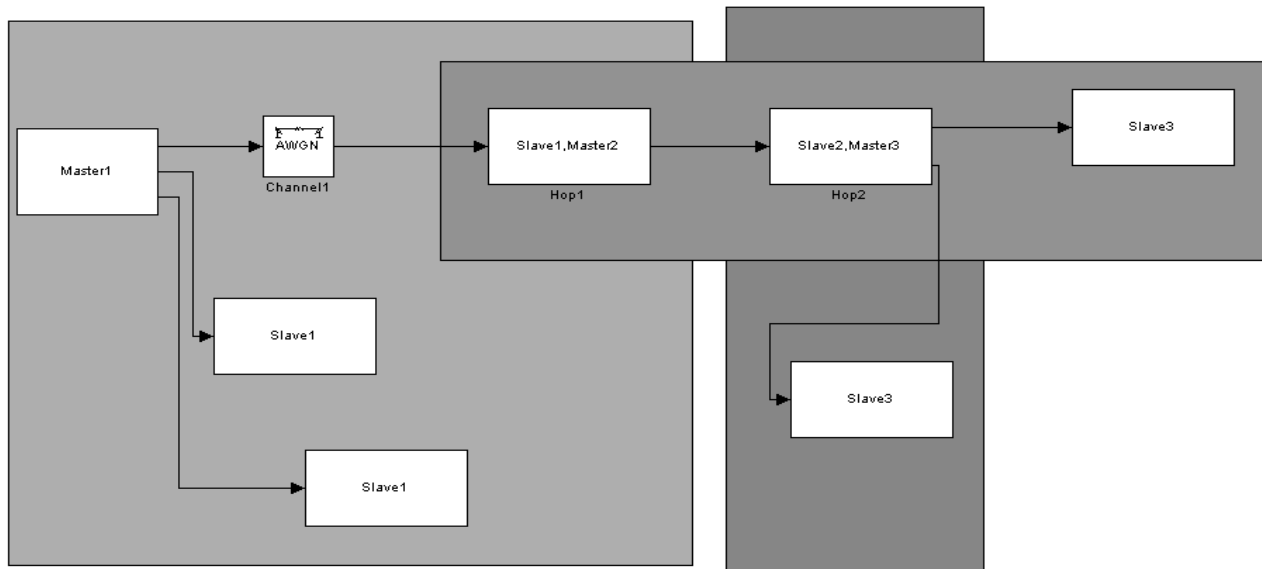 Master1
AWGN
Channel1
Slave1,Master2
Hop1
Slave2,Master3
Hop2
Slave3
Slave1
Slave3
Slave1